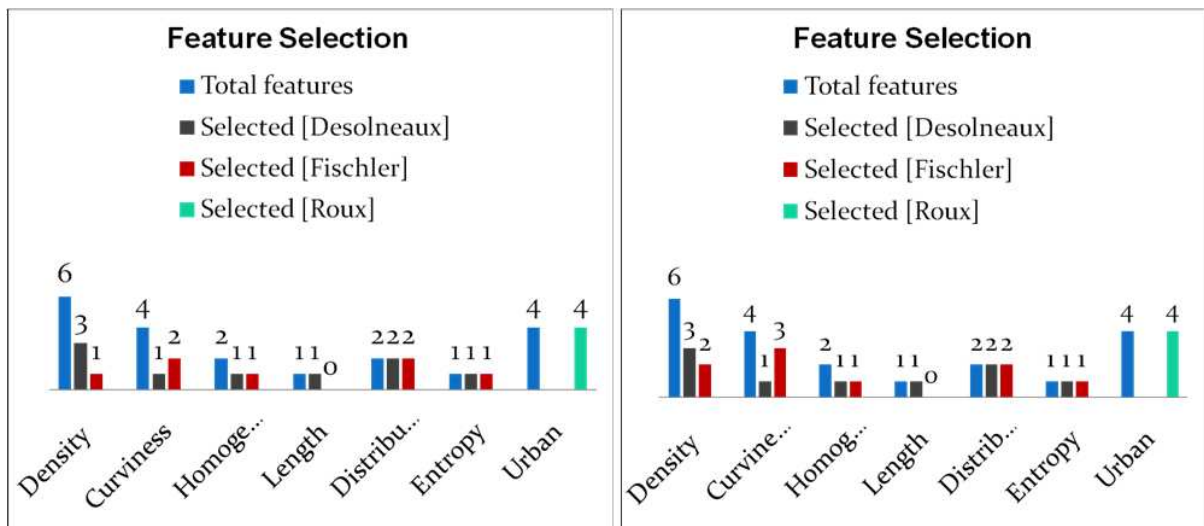 Feature Selection
Total features
Selected [Desolneaux]
Selected [Fischler]
Selected [Roux]
6
3
1
4
1
2
2
1
1
1
1
0
2
2
2
1
1
1
4
4
Density
Curviness
Homoge...
Length
Distribu...
Entropy
Urban
Feature Selection
Total features
Selected [Desolneaux]
Selected [Fischler]
Selected [Roux]
6
3
2
4
1
3
2
1
1
1
1
0
2
2
2
1
1
1
4
4
Density
Curvine...
Homog...
Length
Distrib...
Entropy
Urban